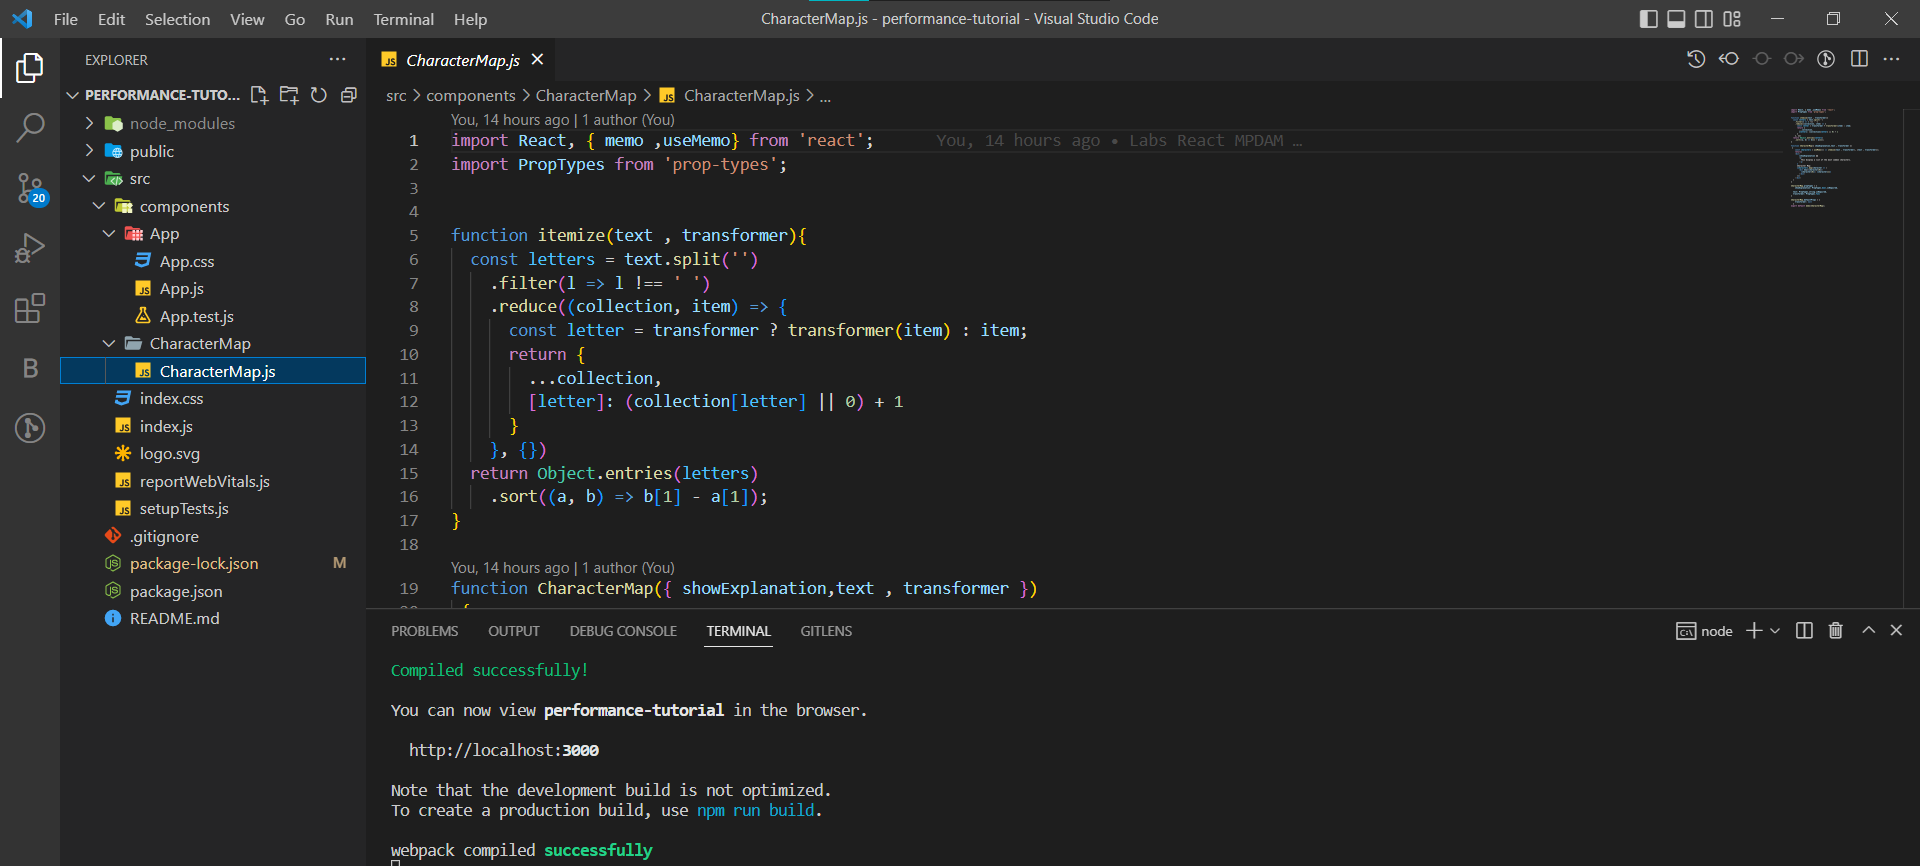 File Edit Selection View Go Run Terminal Help
CharacterMap.js - performance-tutorial - Visual Studio Code
EXPLORER
PERFORMANCE-TUTO...
node_modules
public
src
components
App
App.css
App.js
App.test.js
CharacterMap
CharacterMap.js
index.css
index.js
logo.svg
reportWebVitals.js
setupTests.js
.gitignore
package-lock.json M
package.json
README.md
20
B
JS CharacterMap.js
src > components > CharacterMap > JS CharacterMap.js > ...
You, 14 hours ago | 1 author (You)
1 import React, { memo ,useMemo} from 'react'; You, 14 hours ago • Labs React MPDAM …
2 import PropTypes from 'prop-types';
3
4
5 function itemize(text , transformer){
6 const letters = text.split('')
7 .filter(l => l !== ' ')
8 .reduce((collection, item) => {
9 const letter = transformer ? transformer(item) : item;
10 return {
11 ...collection,
12 [letter]: (collection[letter] || 0) + 1
13 }
14 }, {})
15 return Object.entries(letters)
16 .sort((a, b) => b[1] - a[1]);
17 }
18
You, 14 hours ago | 1 author (You)
19 function CharacterMap({ showExplanation,text , transformer })
PROBLEMS OUTPUT DEBUG CONSOLE TERMINAL GITLENS
node
Compiled successfully!
You can now view performance-tutorial in the browser.
http://localhost:3000
Note that the development build is not optimized.
To create a production build, use npm run build.
webpack compiled successfully